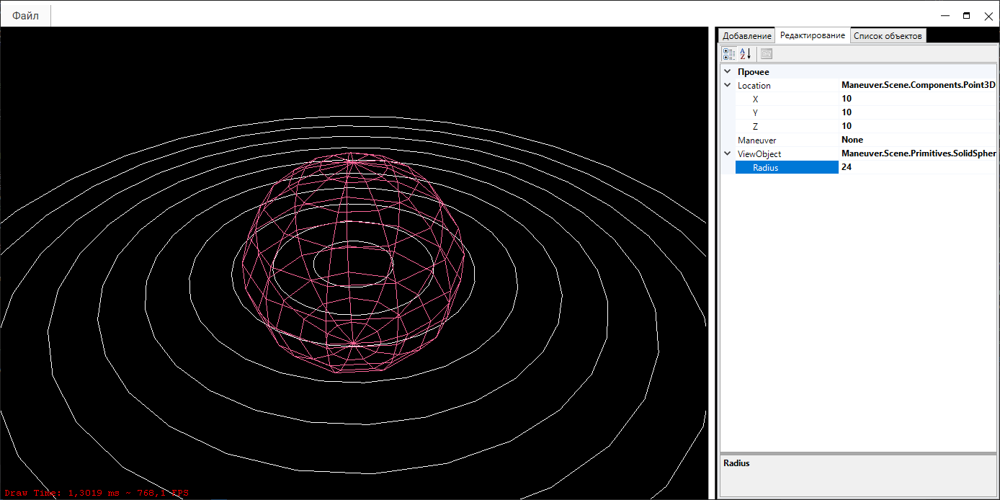 Файл
Добавление Редактирование Список объектов
Прочее
Location Maneuver.Scene.Components.Point3D
X 10
Y 10
Z 10
Maneuver None
ViewObject Maneuver.Scene.Primitives.SolidSpher
Radius 24
Radius
Draw Time: 1,3019 ms ~ 768,1 FPS